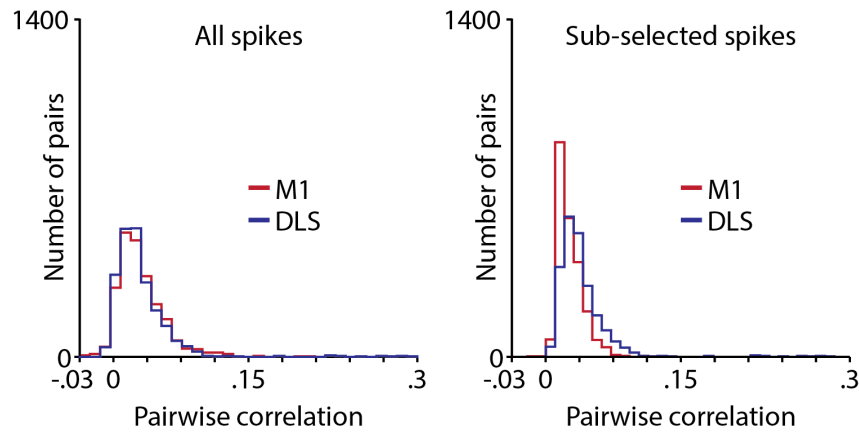 1400
All spikes
Number of pairs
M1
DLS
0
-.03 0 .15 .3
Pairwise correlation
1400
Sub-selected spikes
Number of pairs
M1
DLS
0
-.03 0 .15 .3
Pairwise correlation